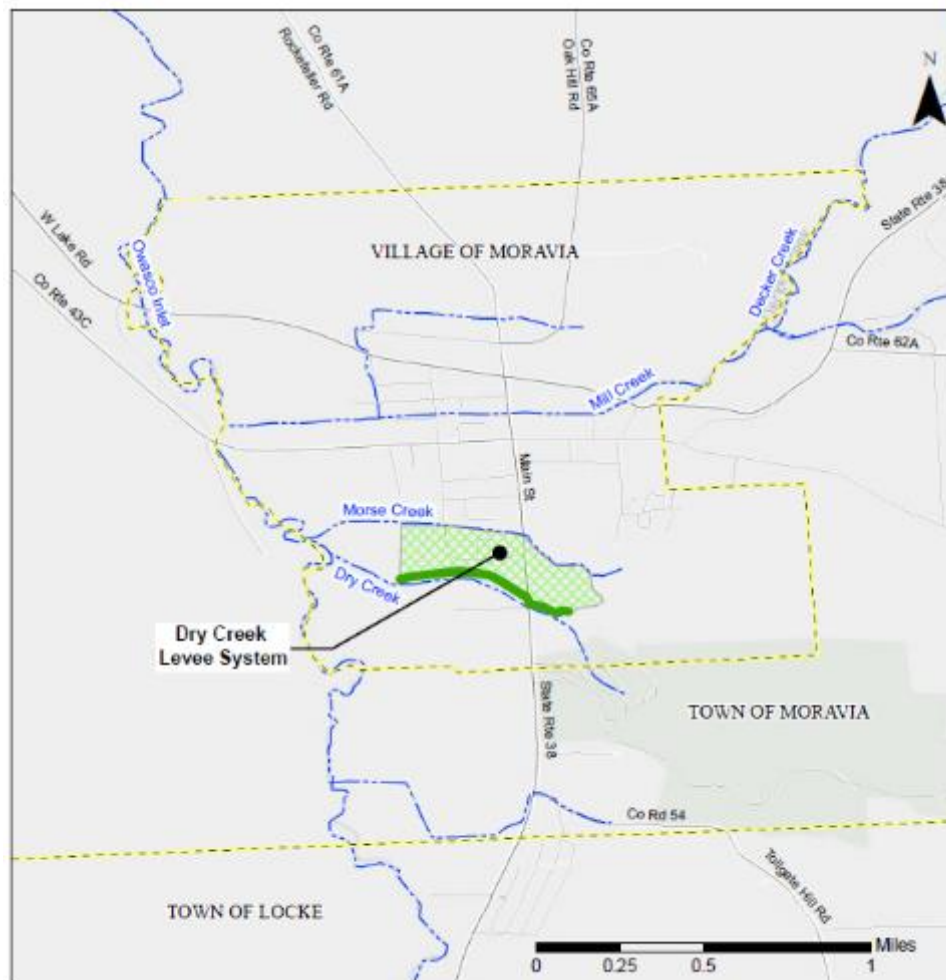 Co Rte 61A
Rockefeller Rd
Co Rte 65A
Oak Hill Rd
N
State Rte 38
W Lake Rd
Owasco Inlet
VILLAGE OF MORAVIA
Decker Creek
Co Rte 43C
Co Rte 62A
Mill Creek
Main St
Morse Creek
Dry Creek
Dry Creek
Levee System
TOWN OF MORAVIA
State Rte 38
Co Rd 54
Tollgate Hill Rd
TOWN OF LOCKE
Miles
0 0.25 0.5 1